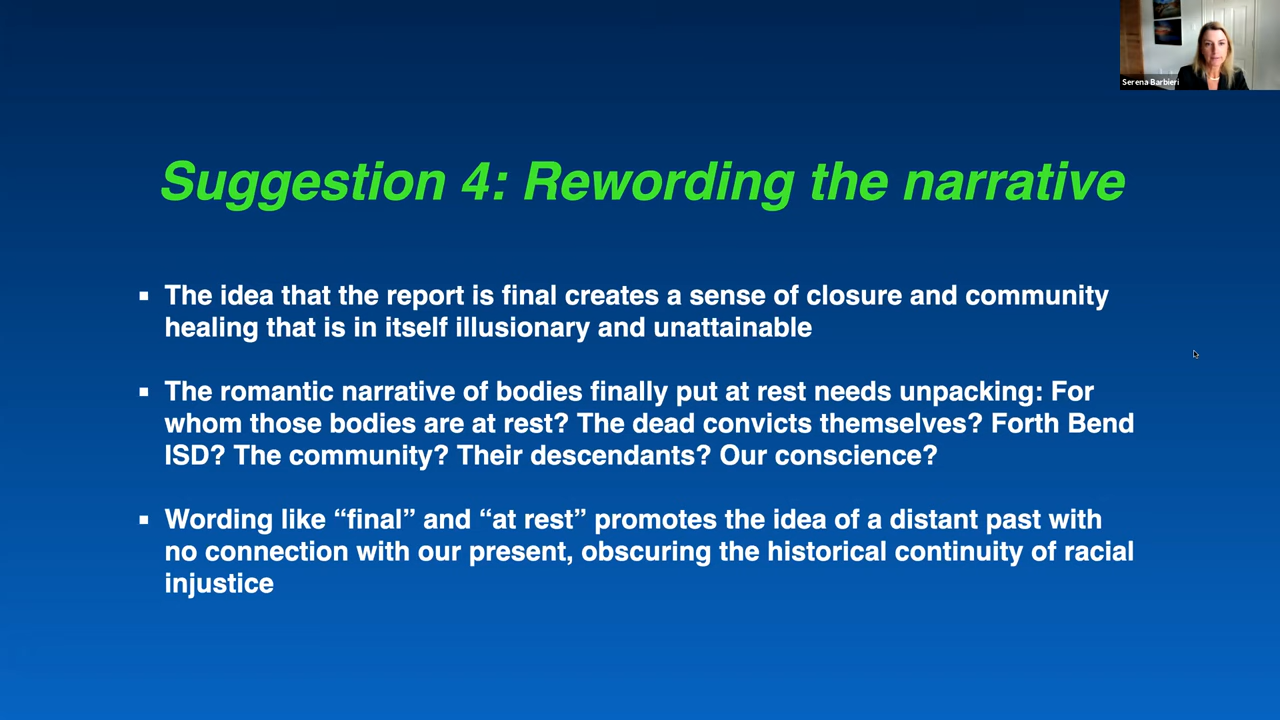 Serena Barbieri
Suggestion 4: Rewording the narrative
▪ The idea that the report is final creates a sense of closure and community
healing that is in itself illusionary and unattainable
▪ The romantic narrative of bodies finally put at rest needs unpacking: For
whom those bodies are at rest? The dead convicts themselves? Forth Bend
ISD? The community? Their descendants? Our conscience?
▪ Wording like “final” and “at rest” promotes the idea of a distant past with
no connection with our present, obscuring the historical continuity of racial
injustice